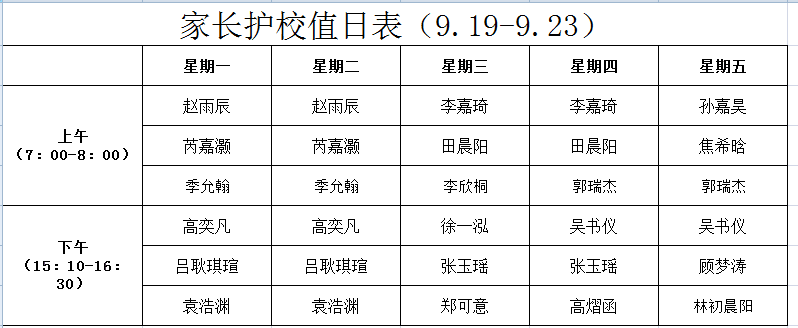 家长护校值日表（9.19-9.23）
星期一 星期二 星期三 星期四 星期五
上午
（7：00-8：00）
赵雨辰 赵雨辰 李嘉琦 李嘉琦 孙嘉昊
芮嘉灏 芮嘉灏 田晨阳 田晨阳 焦希晗
季允翰 季允翰 李欣桐 郭瑞杰 郭瑞杰
下午
（15：10-16：
30）
高奕凡 高奕凡 徐一泓 吴书仪 吴书仪
吕耿琪瑄 吕耿琪瑄 张玉瑶 张玉瑶 顾梦涛
袁浩渊 袁浩渊 郑可意 高熠函 林初晨阳